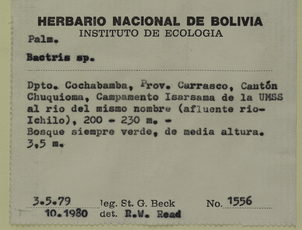 HERBARIO NACIONAL DE BOLIVIA
INSTITUTO DE ECOLOGIA
Palm.
Bactris sp.
Dpto. Cochabamba, Prov. Carrasco, Cantón
Chuquioma, Campamento Isarsama de la UMSS
al rio del mismo nombre (afluente rio-
Ichilo), 200 - 230 m. -
Bosque siempre verde, de media altura.
3,5 m.
3.5.79 leg. St. G. Beck No. 1556
10.1980 det. R.W. Read